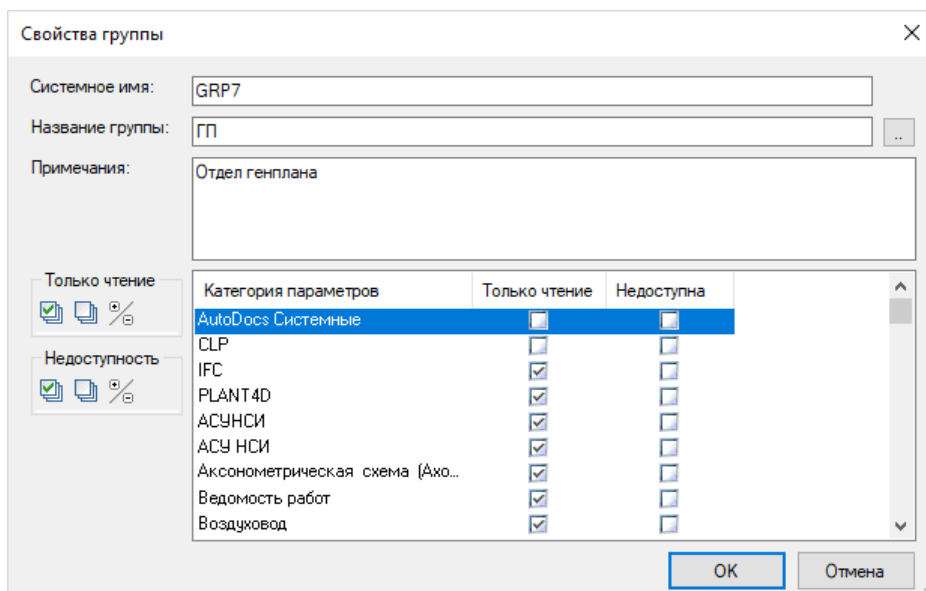 Свойства группы
Системное имя: GRP7
Название группы: ГП ..
Примечания: Отдел генплана
Только чтение
Недоступность
Категория параметров Только чтение Недоступна
AutoDocs Системные
CLP
IFC
PLANT4D
АСУНСИ
АСУ НСИ
Аксонометрическая схема (Ахо...
Ведомость работ
Воздуховод
OK Отмена